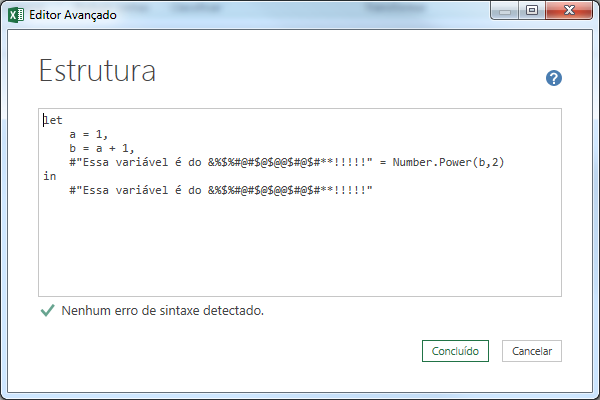 Editor Avançado
Estrutura
let
a = 1,
b = a + 1,
#"Essa variável é do &%$%#@#$@$@@$#@$#**!!!!!" = Number.Power(b,2)
in
#"Essa variável é do &%$%#@#$@$@@$#@$#**!!!!!"
Nenhum erro de sintaxe detectado.
Concluído Cancelar